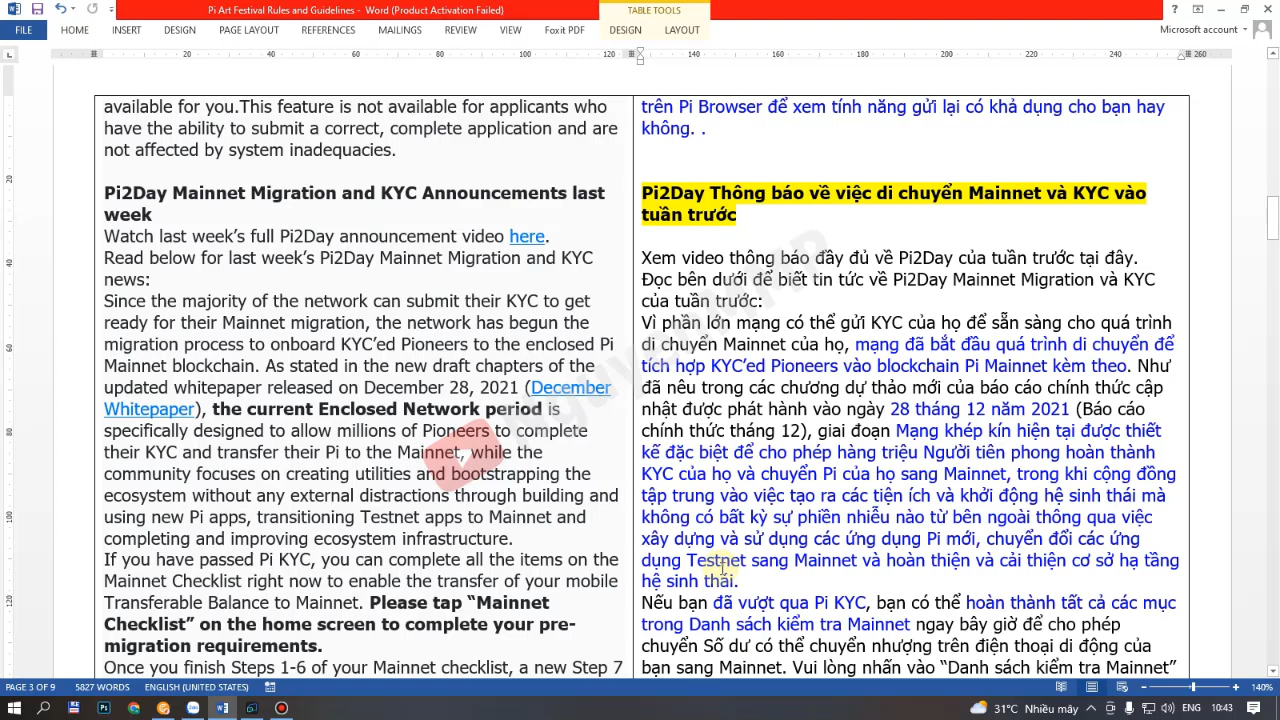 Pi Art Festival Rules and Guidelines - Word (Product Activation Failed)
TABLE TOOLS
FILE HOME INSERT DESIGN PAGE LAYOUT REFERENCES MAILINGS REVIEW VIEW Foxit PDF DESIGN LAYOUT Microsoft account
20 40 60 80 100 120 140 160 180 200 220 240 260
20
40
60
80
100
120
available for you.This feature is not available for applicants who
have the ability to submit a correct, complete application and are
not affected by system inadequacies.
Pi2Day Mainnet Migration and KYC Announcements last
week
Watch last week's full Pi2Day announcement video here.
Read below for last week's Pi2Day Mainnet Migration and KYC
news:
Since the majority of the network can submit their KYC to get
ready for their Mainnet migration, the network has begun the
migration process to onboard KYC'ed Pioneers to the enclosed Pi
Mainnet blockchain. As stated in the new draft chapters of the
updated whitepaper released on December 28, 2021 (December
Whitepaper), the current Enclosed Network period is
specifically designed to allow millions of Pioneers to complete
their KYC and transfer their Pi to the Mainnet, while the
community focuses on creating utilities and bootstrapping the
ecosystem without any external distractions through building and
using new Pi apps, transitioning Testnet apps to Mainnet and
completing and improving ecosystem infrastructure.
If you have passed Pi KYC, you can complete all the items on the
Mainnet Checklist right now to enable the transfer of your mobile
Transferable Balance to Mainnet. Please tap “Mainnet
Checklist” on the home screen to complete your pre-
migration requirements.
Once you finish Steps 1-6 of your Mainnet checklist, a new Step 7
trên Pi Browser để xem tính năng gửi lại có khả dụng cho bạn hay
không. .
Pi2Day Thông báo về việc di chuyển Mainnet và KYC vào
tuần trước
Xem video thông báo đầy đủ về Pi2Day của tuần trước tại đây.
Đọc bên dưới để biết tin tức về Pi2Day Mainnet Migration và KYC
của tuần trước:
Vì phần lớn mạng có thể gửi KYC của họ để sẵn sàng cho quá trình
di chuyển Mainnet của họ, mạng đã bắt đầu quá trình di chuyển để
tích hợp KYC'ed Pioneers vào blockchain Pi Mainnet kèm theo. Như
đã nêu trong các chương dự thảo mới của báo cáo chính thức cập
nhật được phát hành vào ngày 28 tháng 12 năm 2021 (Báo cáo
chính thức tháng 12), giai đoạn Mạng khép kín hiện tại được thiết
kế đặc biệt để cho phép hàng triệu Người tiên phong hoàn thành
KYC của họ và chuyển Pi của họ sang Mainnet, trong khi cộng đồng
tập trung vào việc tạo ra các tiện ích và khởi động hệ sinh thái mà
không có bất kỳ sự phiền nhiễu nào từ bên ngoài thông qua việc
xây dựng và sử dụng các ứng dụng Pi mới, chuyển đổi các ứng
dụng Testnet sang Mainnet và hoàn thiện và cải thiện cơ sở hạ tầng
hệ sinh thái.
Nếu bạn đã vượt qua Pi KYC, bạn có thể hoàn thành tất cả các mục
trong Danh sách kiểm tra Mainnet ngay bây giờ để cho phép
chuyển Số dư có thể chuyển nhượng trên điện thoại di động của
bạn sang Mainnet. Vui lòng nhấn vào “Danh sách kiểm tra Mainnet”
PAGE 3 OF 9 5827 WORDS ENGLISH (UNITED STATES) 140%
31°C Nhiều mây ENG 10:43